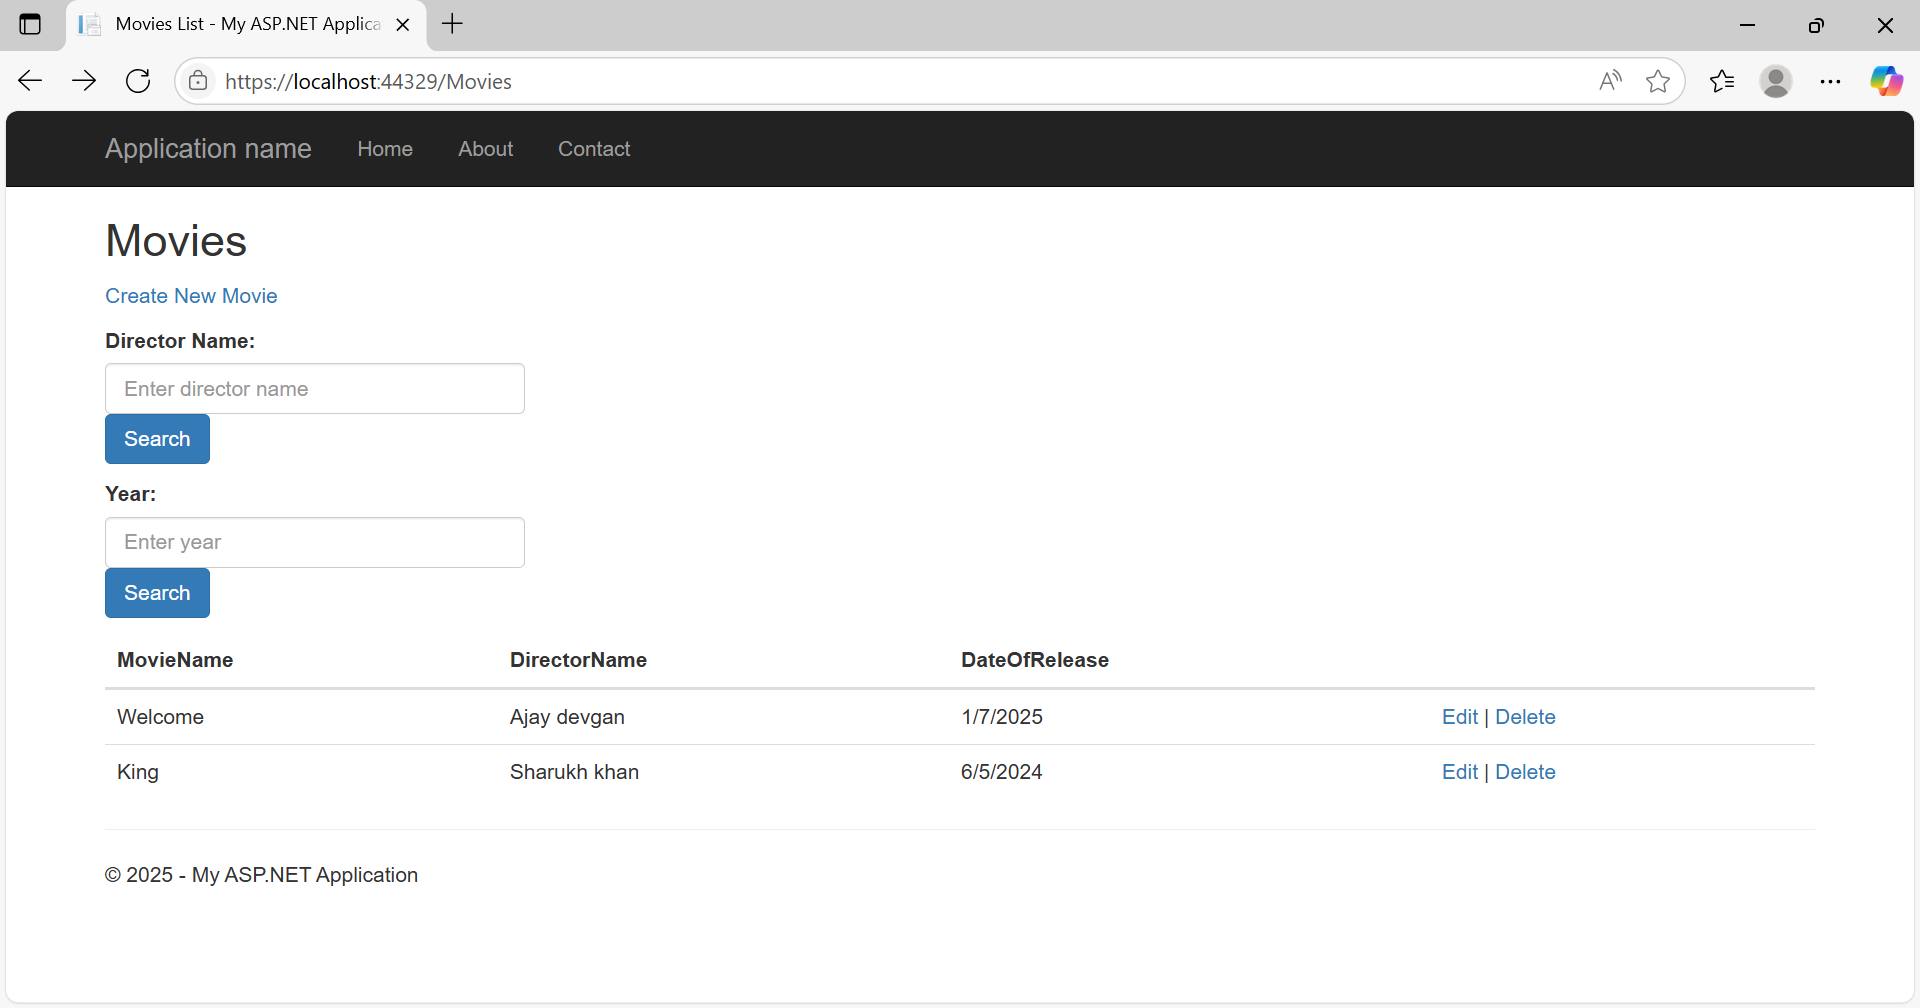 Movies List - My ASP.NET Applica
https://localhost:44329/Movies
Application name Home About Contact
Movies
Create New Movie
Director Name:
Enter director name
Search
Year:
Enter year
Search
MovieName DirectorName DateOfRelease
Welcome Ajay devgan 1/7/2025 Edit | Delete
King Sharukh khan 6/5/2024 Edit | Delete
© 2025 - My ASP.NET Application